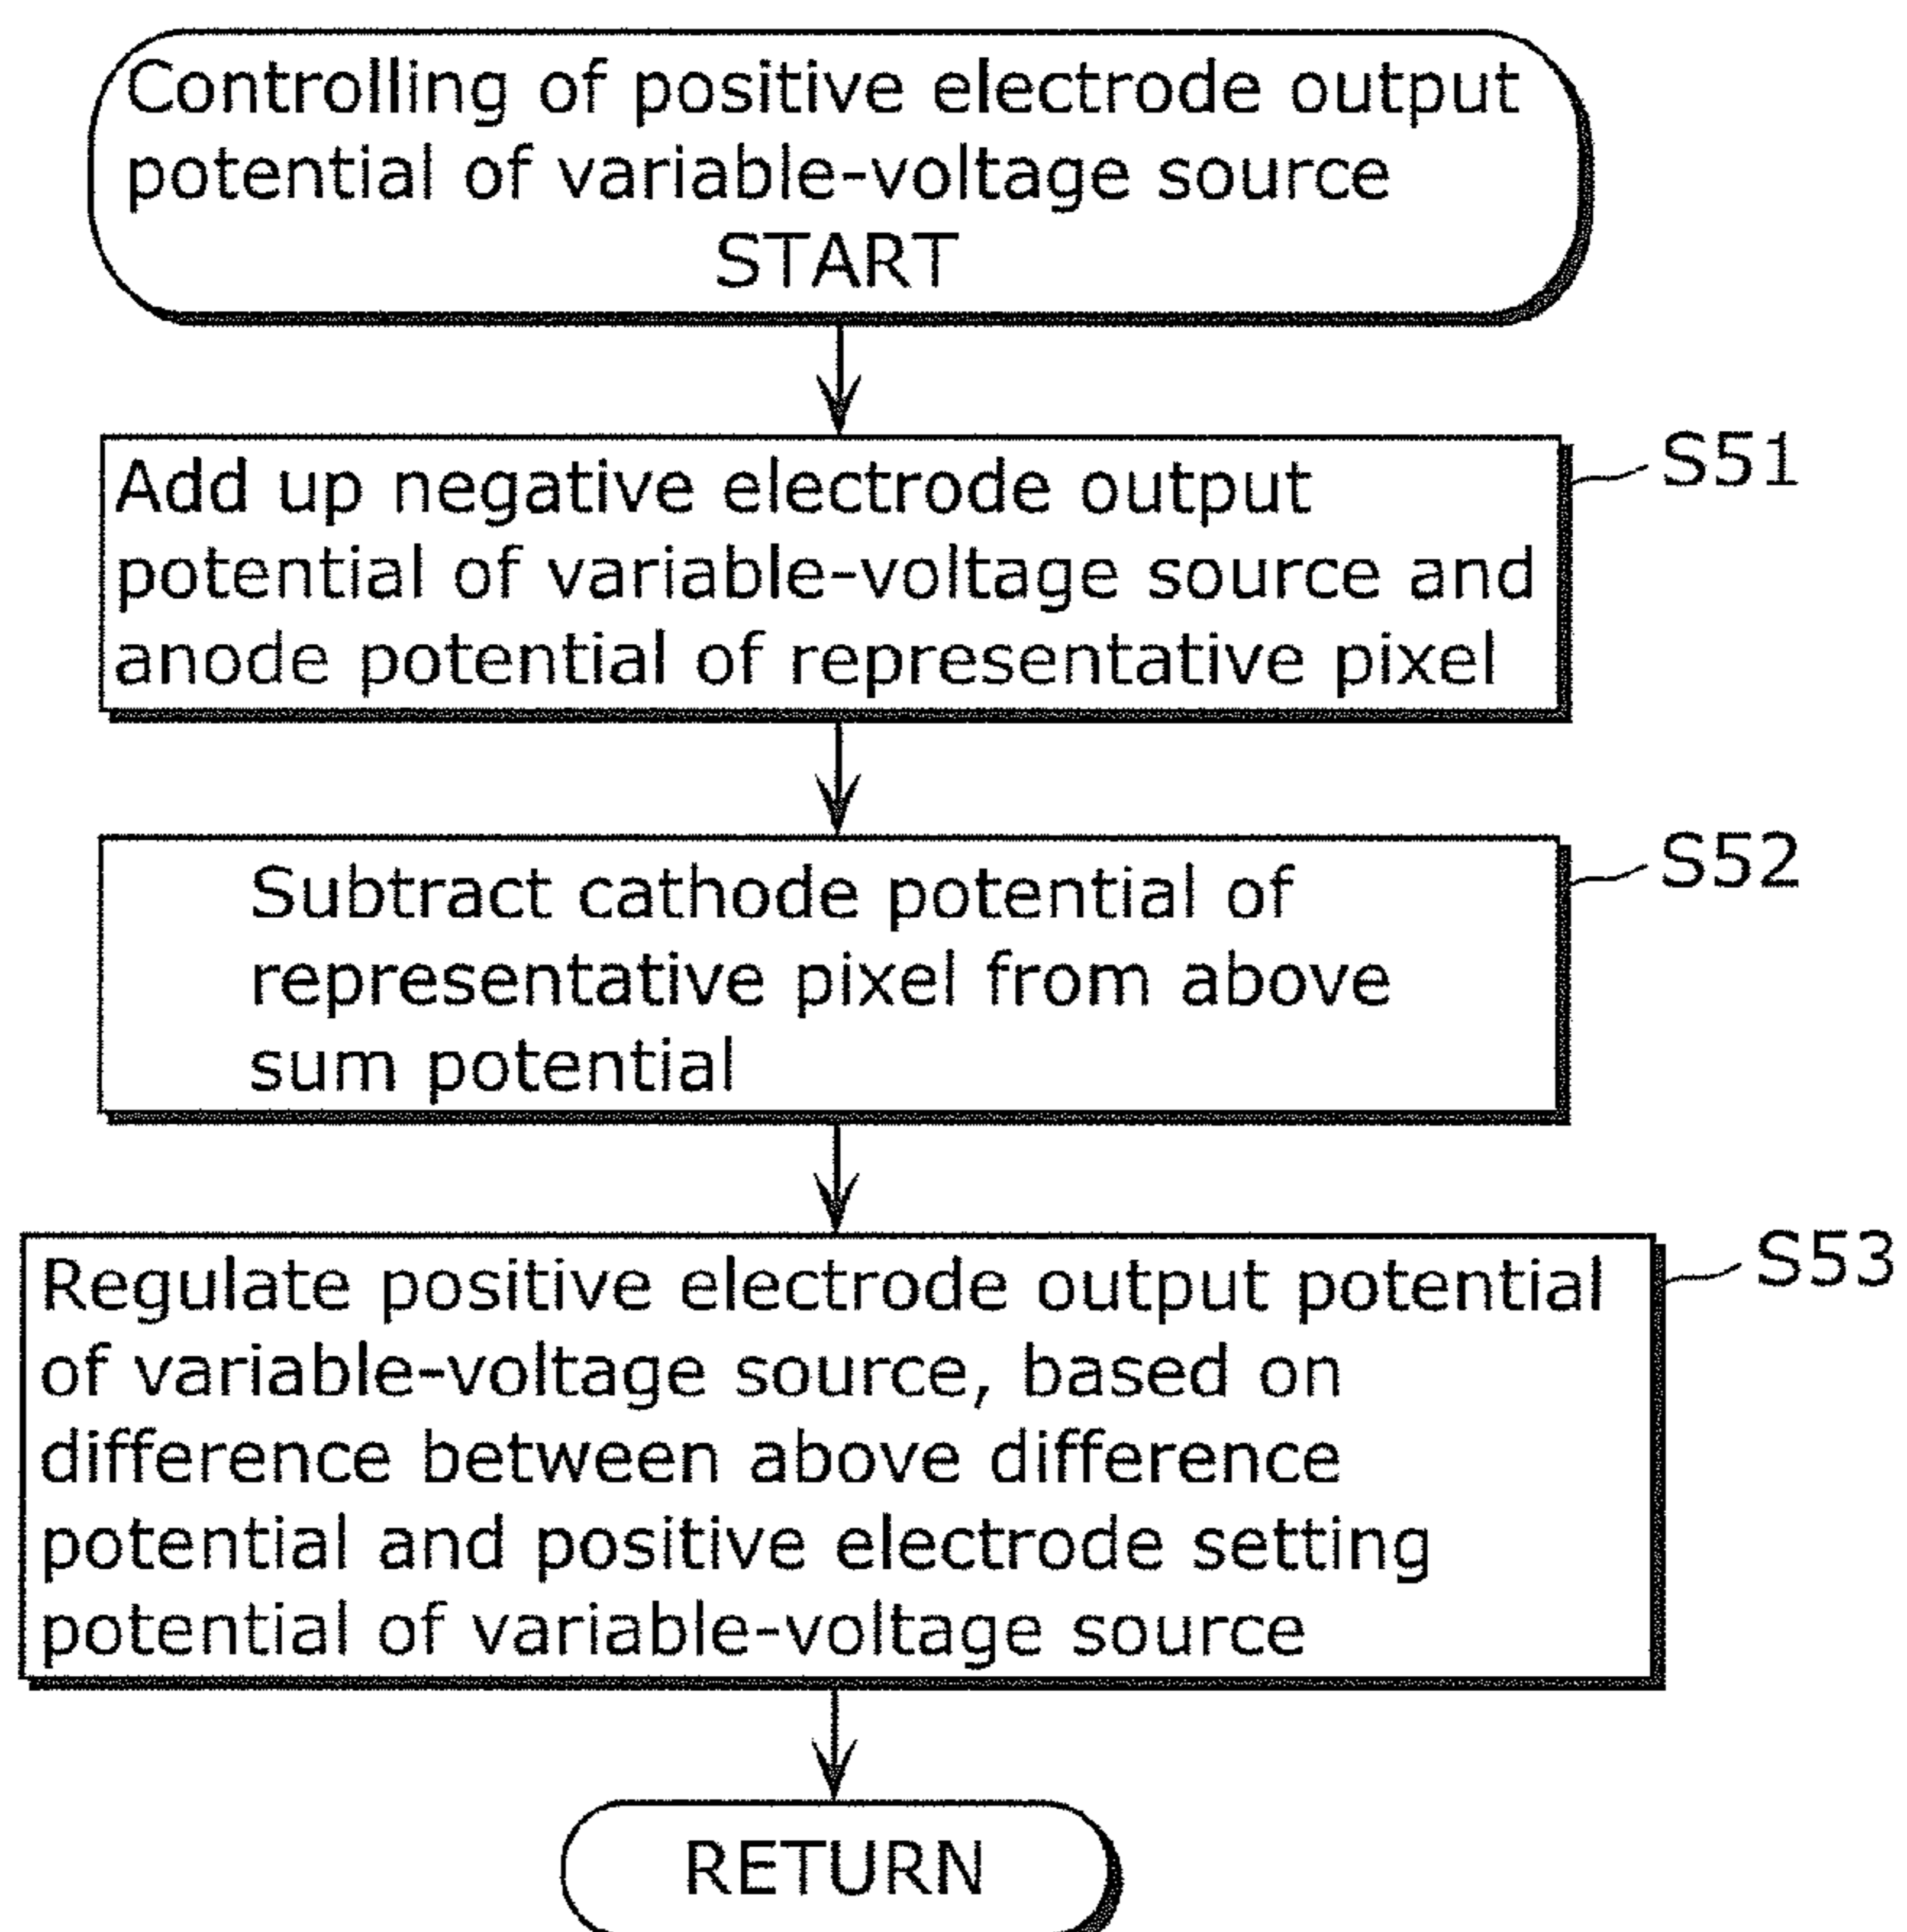 Controlling of positive electrode output
potential of variable-voltage source
START
Add up negative electrode output
potential of variable-voltage source and
anode potential of representative pixel
S51
Subtract cathode potential of
representative pixel from above
sum potential
S52
Regulate positive electrode output potential
of variable-voltage source, based on
difference between above difference
potential and positive electrode setting
potential of variable-voltage source
S53
RETURN